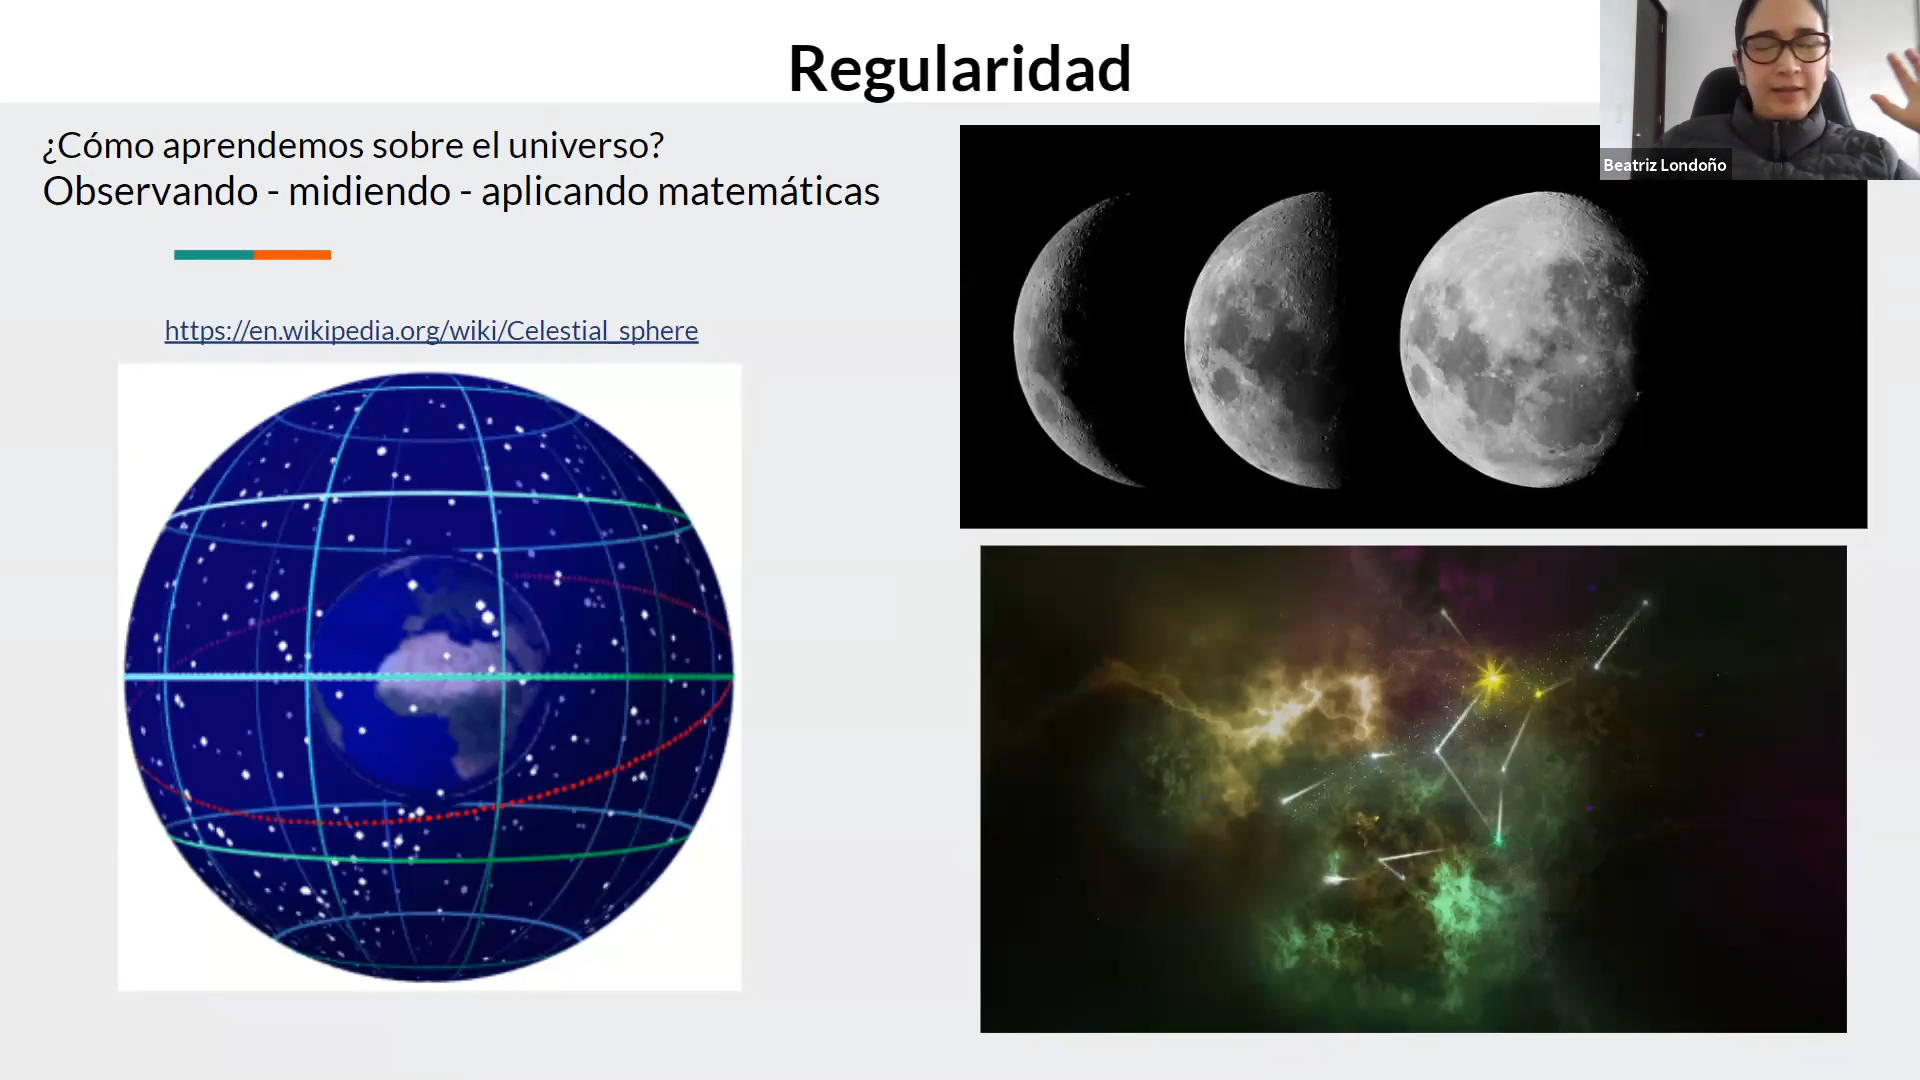 Regularidad
¿Cómo aprendemos sobre el universo?
Observando - midiendo - aplicando matemáticas
https://en.wikipedia.org/wiki/Celestial_sphere
Beatriz Londoño